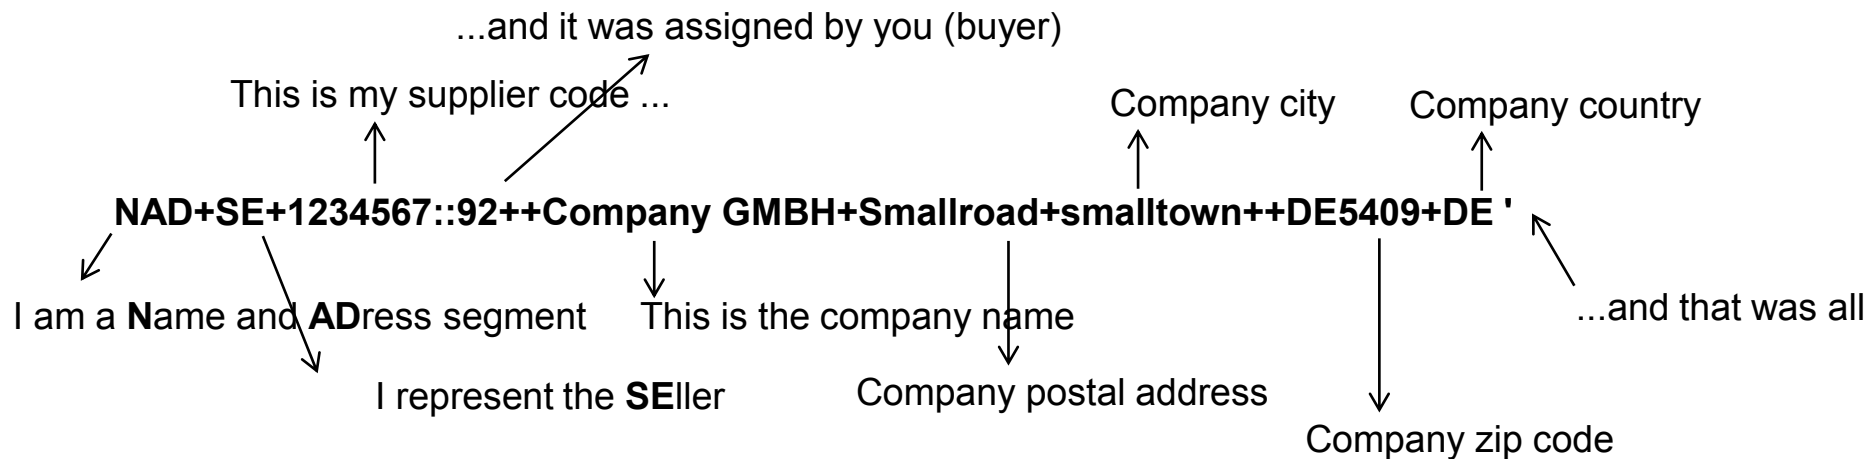 ...and it was assigned by you (buyer)
This is my supplier code ...
Company city
Company country
NAD+SE+1234567::92++Company GMBH+Smallroad+smalltown++DE5409+DE '
I am a Name and ADress segment
This is the company name
...and that was all
I represent the SEller
Company postal address
Company zip code